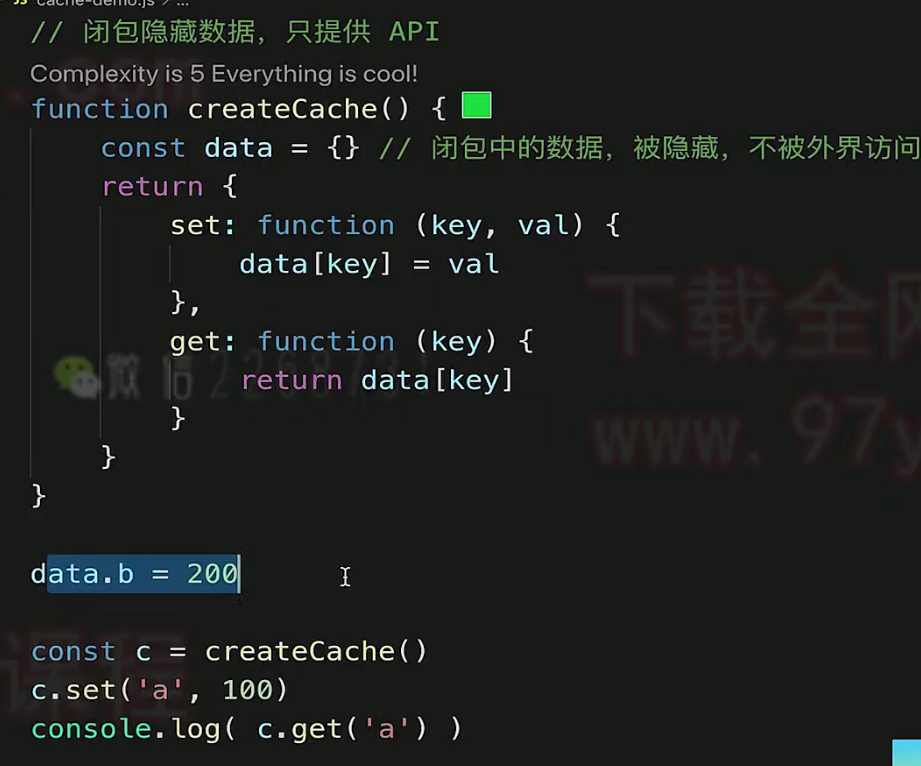 cache-demo.js > ...
// 闭包隐藏数据，只提供 API
Complexity is 5 Everything is cool!
function createCache() {
const data = {} // 闭包中的数据，被隐藏，不被外界访问
return {
set: function (key, val) {
data[key] = val
},
get: function (key) {
return data[key]
}
}
}
data.b = 200
const c = createCache()
c.set('a', 100)
console.log( c.get('a') )
下载全网
www.97y
微信
课程